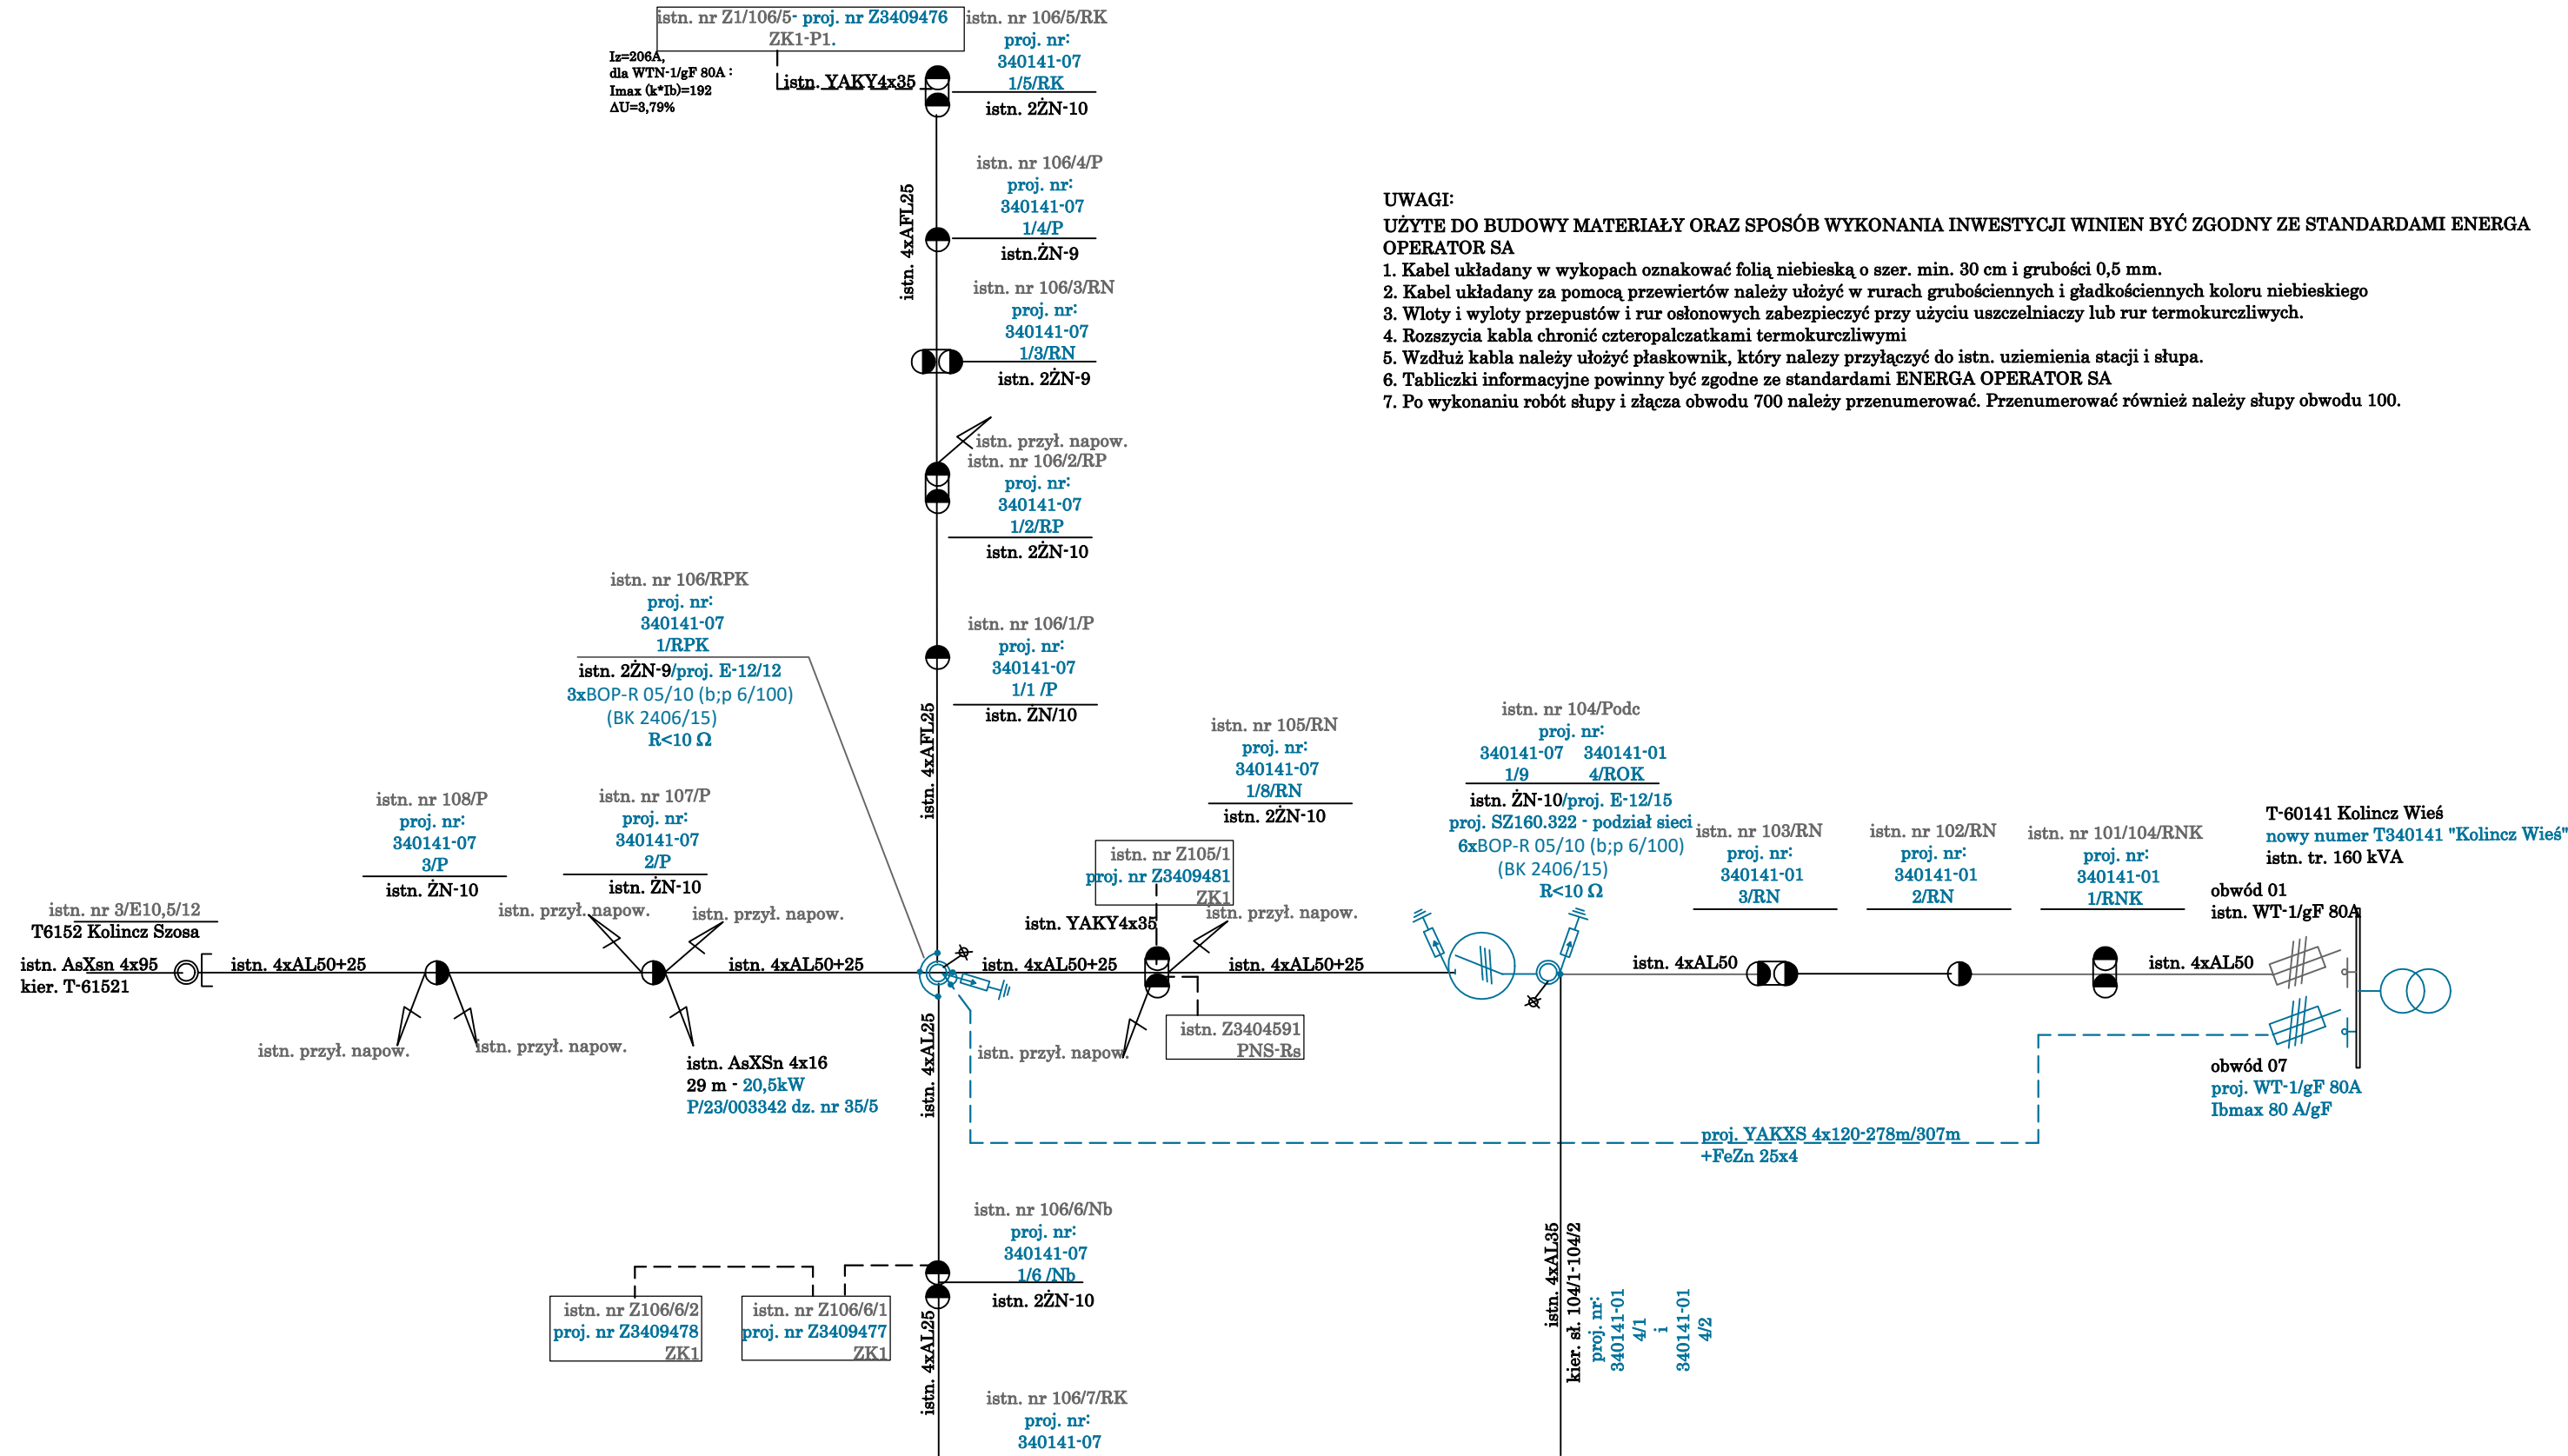 istn. nr Z1/106/5- proj. nr Z3409476
ZK1-P1.
Iz=206A,
dla WTN-1/gF 80A :
Imax (k*Ib)=192
ΔU=3,79%
istn. YAKY4x35
istn. nr 106/5/RK
proj. nr:
340141-07
1/5/RK
istn. 2ŻN-10
istn. 4xAFL25
istn. nr 106/4/P
proj. nr:
340141-07
1/4/P
istn.ŻN-9
istn. nr 106/3/RN
proj. nr:
340141-07
1/3/RN
istn. 2ŻN-9
istn. przył. napow.
istn. nr 106/2/RP
proj. nr:
340141-07
1/2/RP
istn. 2ŻN-10
UWAGI:
UŻYTE DO BUDOWY MATERIAŁY ORAZ SPOSÓB WYKONANIA INWESTYCJI WINIEN BYĆ ZGODNY ZE STANDARDAMI ENERGA
OPERATOR SA
1. Kabel układany w wykopach oznakować folią niebieską o szer. min. 30 cm i grubości 0,5 mm.
2. Kabel układany za pomocą przewiertów należy ułożyć w rurach grubościennych i gładkościennych koloru niebieskiego
3. Wloty i wyloty przepustów i rur osłonowych zabezpieczyć przy użyciu uszczelniaczy lub rur termokurczliwych.
4. Rozszycia kabla chronić czteropalczatkami termokurczliwymi
5. Wzdłuż kabla należy ułożyć płaskownik, który nalezy przyłączyć do istn. uziemienia stacji i słupa.
6. Tabliczki informacyjne powinny być zgodne ze standardami ENERGA OPERATOR SA
7. Po wykonaniu robót słupy i złącza obwodu 700 należy przenumerować. Przenumerować również należy słupy obwodu 100.
istn. nr 106/RPK
proj. nr:
340141-07
1/RPK
istn. 2ŻN-9/proj. E-12/12
3xBOP-R 05/10 (b;p 6/100)
(BK 2406/15)
R<10 Ω
istn. nr 106/1/P
proj. nr:
340141-07
1/1 /P
istn. ŻN/10
istn. 4xAFL25
istn. nr 105/RN
proj. nr:
340141-07
1/8/RN
istn. 2ŻN-10
istn. nr 104/Podc
proj. nr:
340141-07 340141-01
1/9 4/ROK
istn. ŻN-10/proj. E-12/15
proj. SZ160.322 - podział sieci
6xBOP-R 05/10 (b;p 6/100)
(BK 2406/15)
R<10 Ω
istn. nr 103/RN
proj. nr:
340141-01
3/RN
istn. nr 102/RN
proj. nr:
340141-01
2/RN
istn. nr 101/104/RNK
proj. nr:
340141-01
1/RNK
T-60141 Kolincz Wieś
nowy numer T340141 "Kolincz Wieś"
istn. tr. 160 kVA
obwód 01
istn. WT-1/gF 80A
istn. nr 108/P
proj. nr:
340141-07
3/P
istn. ŻN-10
istn. nr 107/P
proj. nr:
340141-07
2/P
istn. ŻN-10
istn. nr Z105/1
proj. nr Z3409481
ZK1
istn. nr 3/E10,5/12
T6152 Kolincz Szosa
istn. AsXsn 4x95
kier. T-61521
istn. przył. napow.
istn. przył. napow.
istn. YAKY4x35
istn. przył. napow.
istn. 4xAL50+25
istn. 4xAL50+25
istn. 4xAL50+25
istn. 4xAL50+25
istn. 4xAL50
istn. 4xAL50
istn. przył. napow.
istn. przył. napow.
istn. AsXSn 4x16
29 m - 20,5kW
P/23/003342 dz. nr 35/5
istn. 4xAL25
istn. przył. napow.
istn. Z3404591
PNS-Rs
obwód 07
proj. WT-1/gF 80A
Ibmax 80 A/gF
proj. YAKXS 4x120-278m/307m
+FeZn 25x4
istn. nr 106/6/Nb
proj. nr:
340141-07
1/6 /Nb
istn. 2ŻN-10
istn. nr Z106/6/2
proj. nr Z3409478
ZK1
istn. nr Z106/6/1
proj. nr Z3409477
ZK1
istn. 4xAL25
istn. 4xAL35
kier. sł. 104/1-104/2
proj. nr:
340141-01
4/1
i
340141-01
4/2
istn. nr 106/7/RK
proj. nr:
340141-07